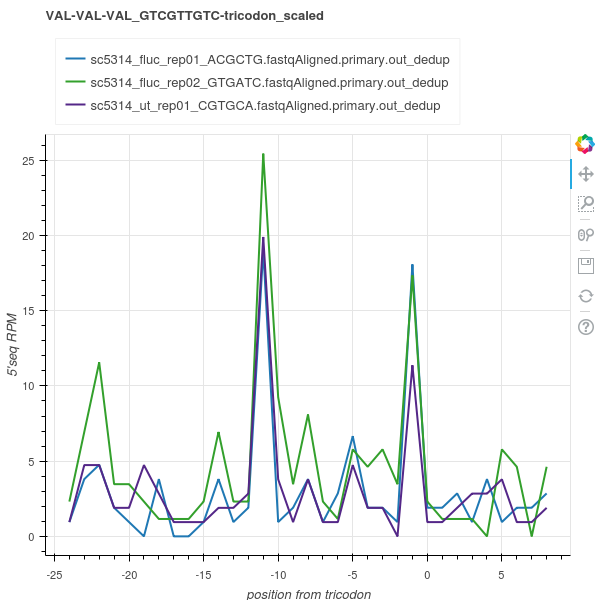 VAL-VAL-VAL_GTCGTTGTC-tricodon_scaled
sc5314_fluc_rep01_ACGCTG.fastqAligned.primary.out_dedup
sc5314_fluc_rep02_GTGATC.fastqAligned.primary.out_dedup
sc5314_ut_rep01_CGTGCA.fastqAligned.primary.out_dedup
25
20
15
10
5
0
5'seq RPM
-25 -20 -15 -10 -5 0 5
position from tricodon